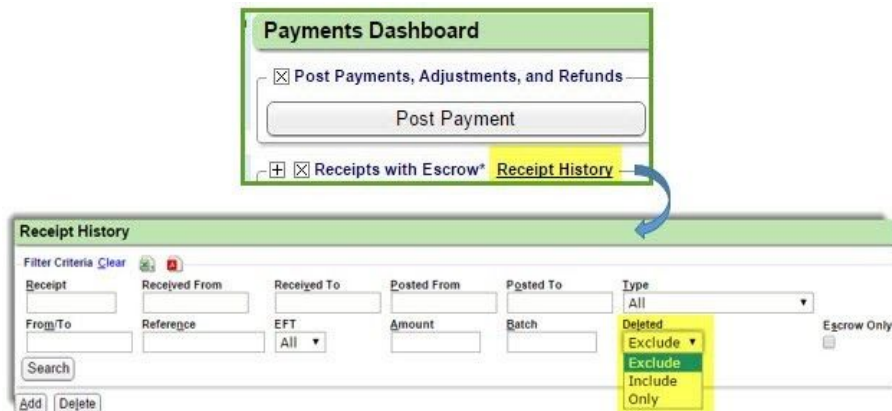 Payments Dashboard
Post Payments, Adjustments, and Refunds
Post Payment
Receipts with Escrow* Receipt History
Receipt History
Filter Criteria Clear
Receipt Received From Received To Posted From Posted To Type
All
From/To Reference EFT Amount Batch Deleted Escrow Only
All Exclude
Search Exclude
Include
Add Delete Only